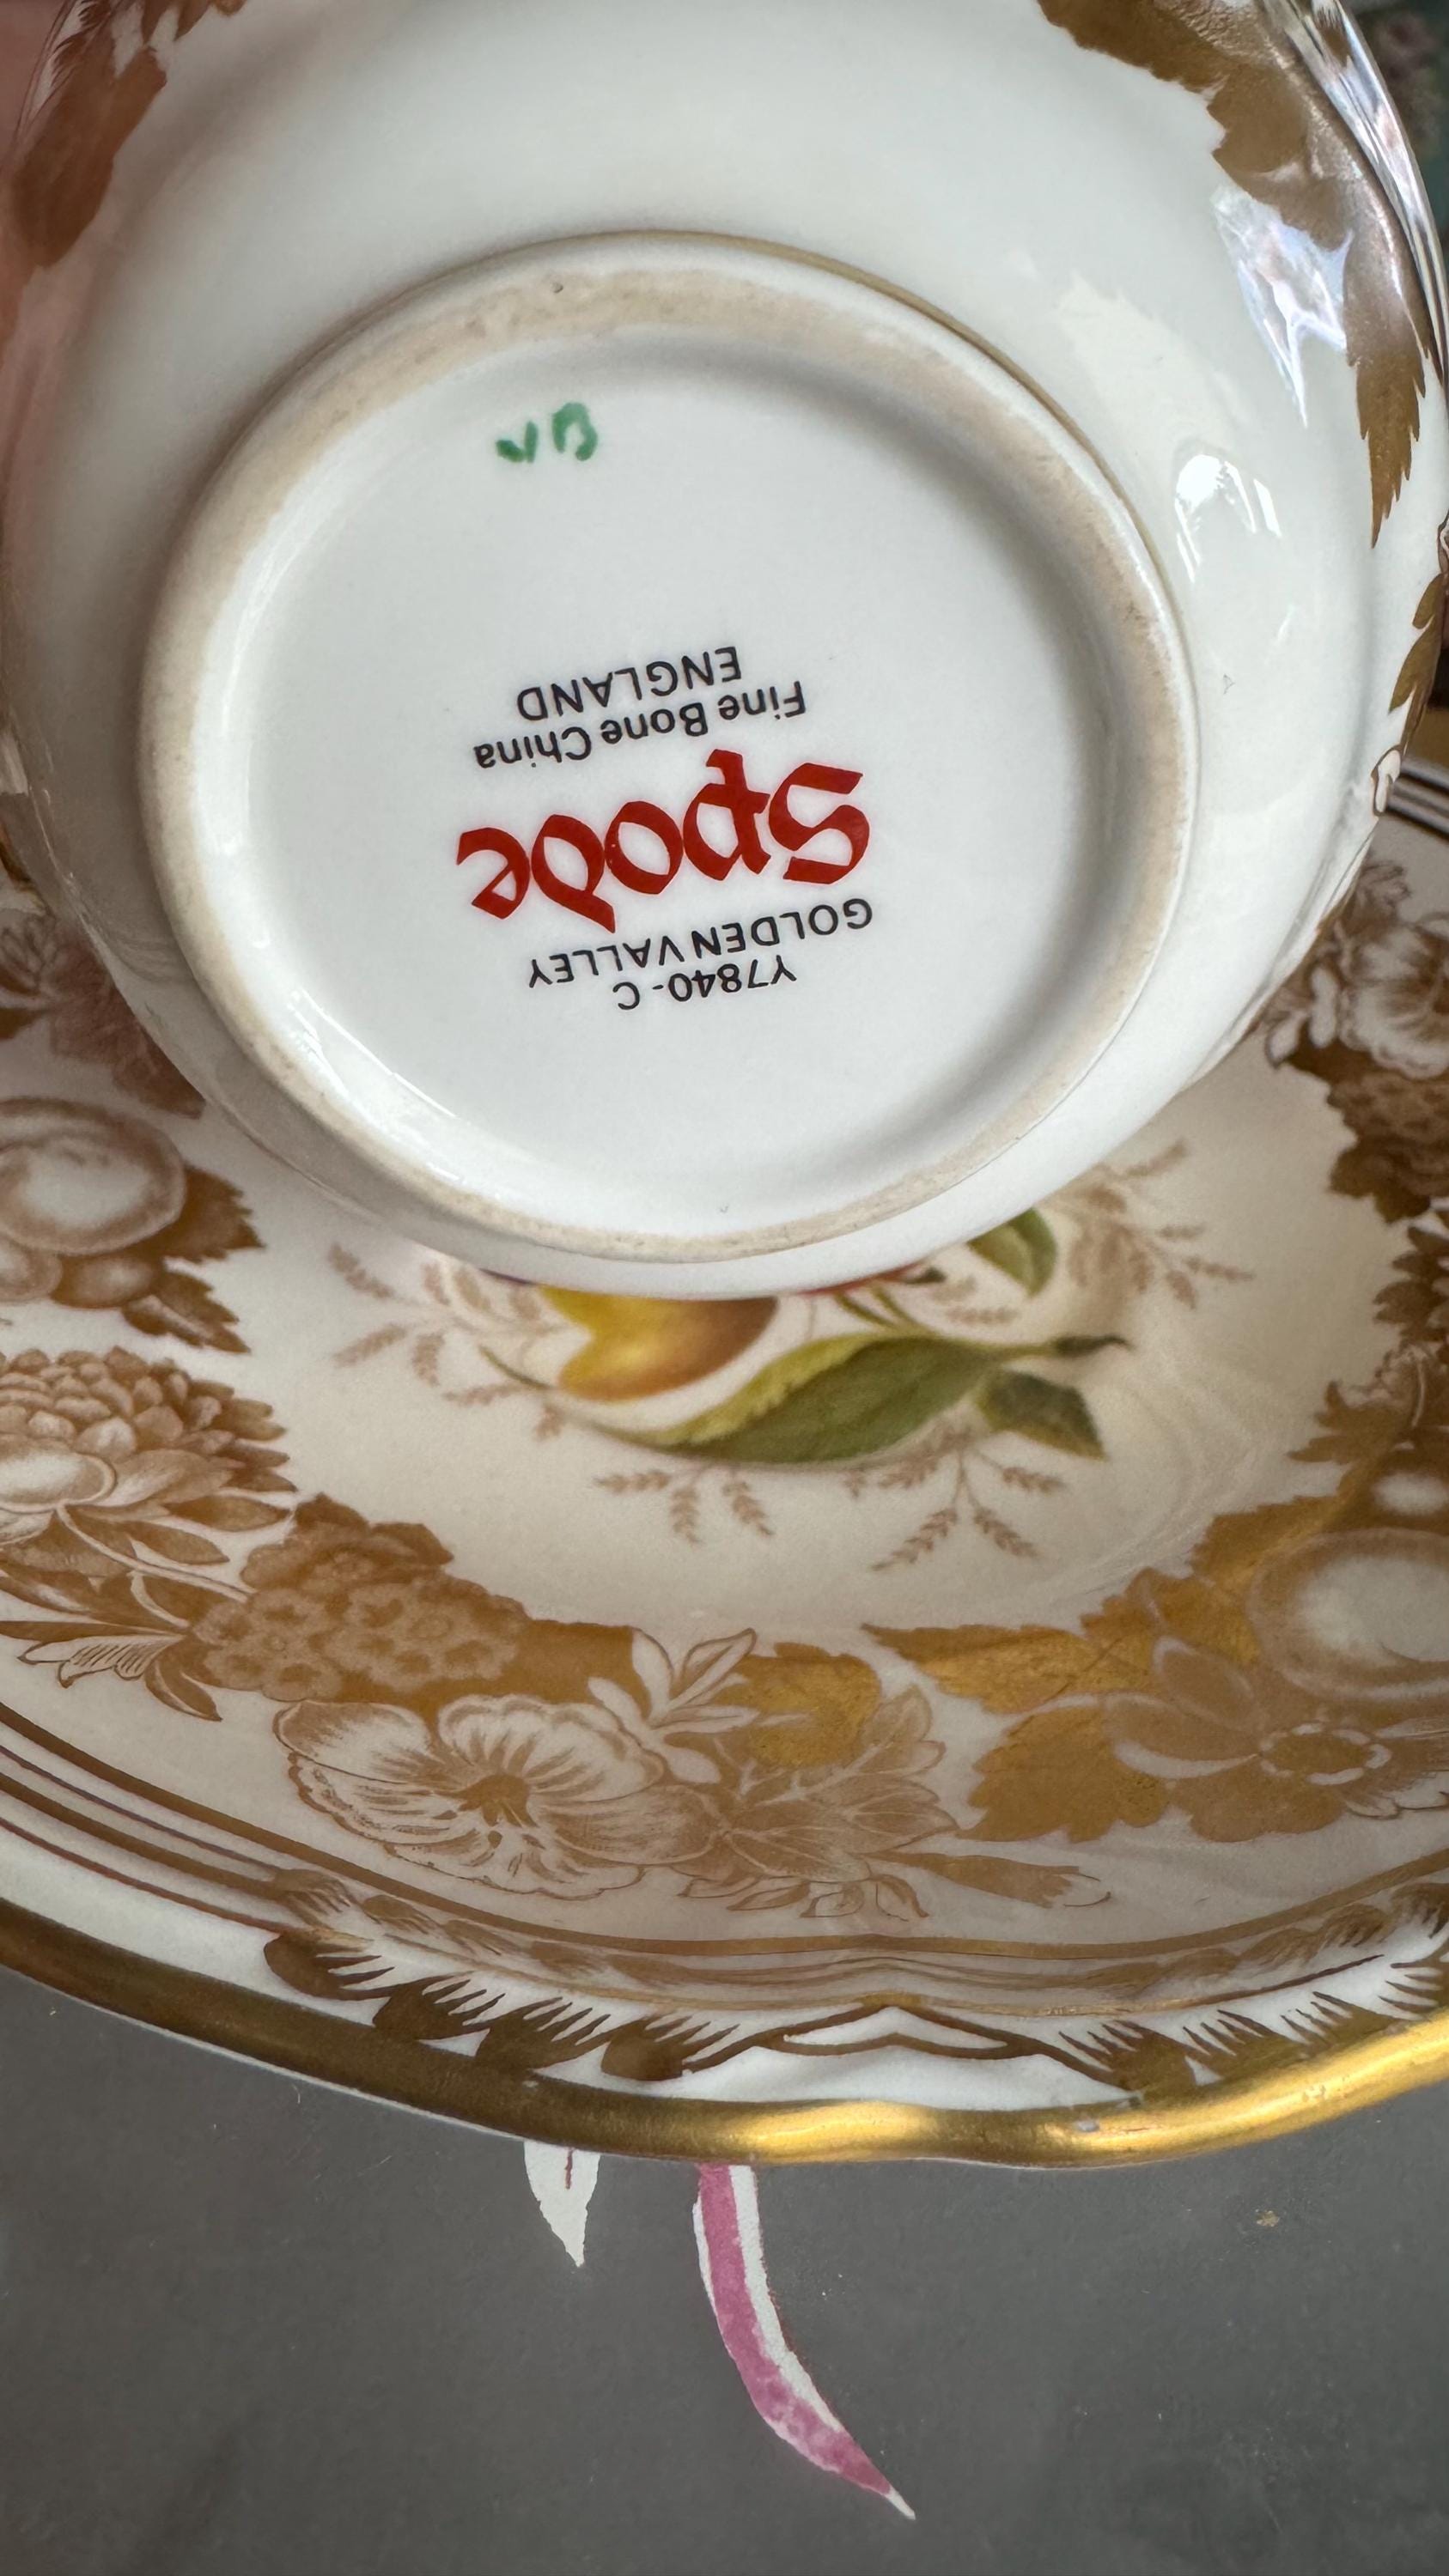 Y7840-C
GOLDEN VALLEY
Spode
Fine Bone China
ENGLAND